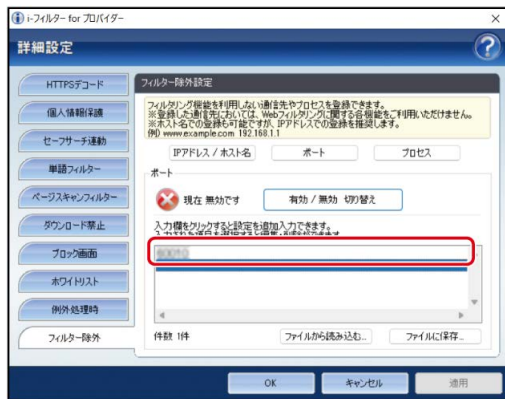 i-フィルター for プロバイダー
詳細設定
HTTPSデコード
個人情報保護
セーフサーチ連動
単語フィルター
ページスキャンフィルター
ダウンロード禁止
ブロック画面
ホワイトリスト
例外処理時
フィルター除外
フィルター除外設定
フィルタリング機能を利用しない通信先やプロセスを登録できます。
※登録した通信先においては、Webフィルタリングに関する各機能をご利用いただけません。
※ホスト名での登録も可能ですが、IPアドレスでの登録を推奨します。
例) www.example.com 192.168.1.1
IPアドレス / ホスト名 ポート プロセス
ポート
現在 無効です 有効 / 無効 切り替え
入力欄をクリックすると設定を追加入力できます。
件数 1件 ファイルから読み込む... ファイルに保存...
OK キャンセル 適用